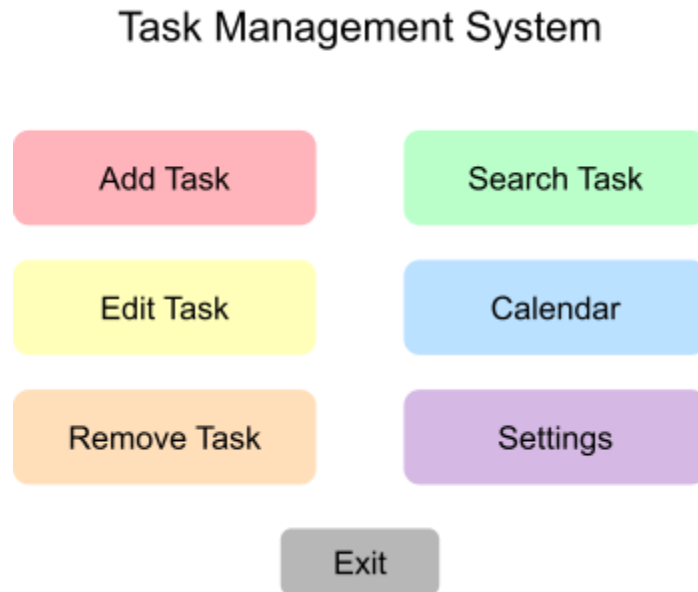 Task Management System
Add Task
Search Task
Edit Task
Calendar
Remove Task
Settings
Exit